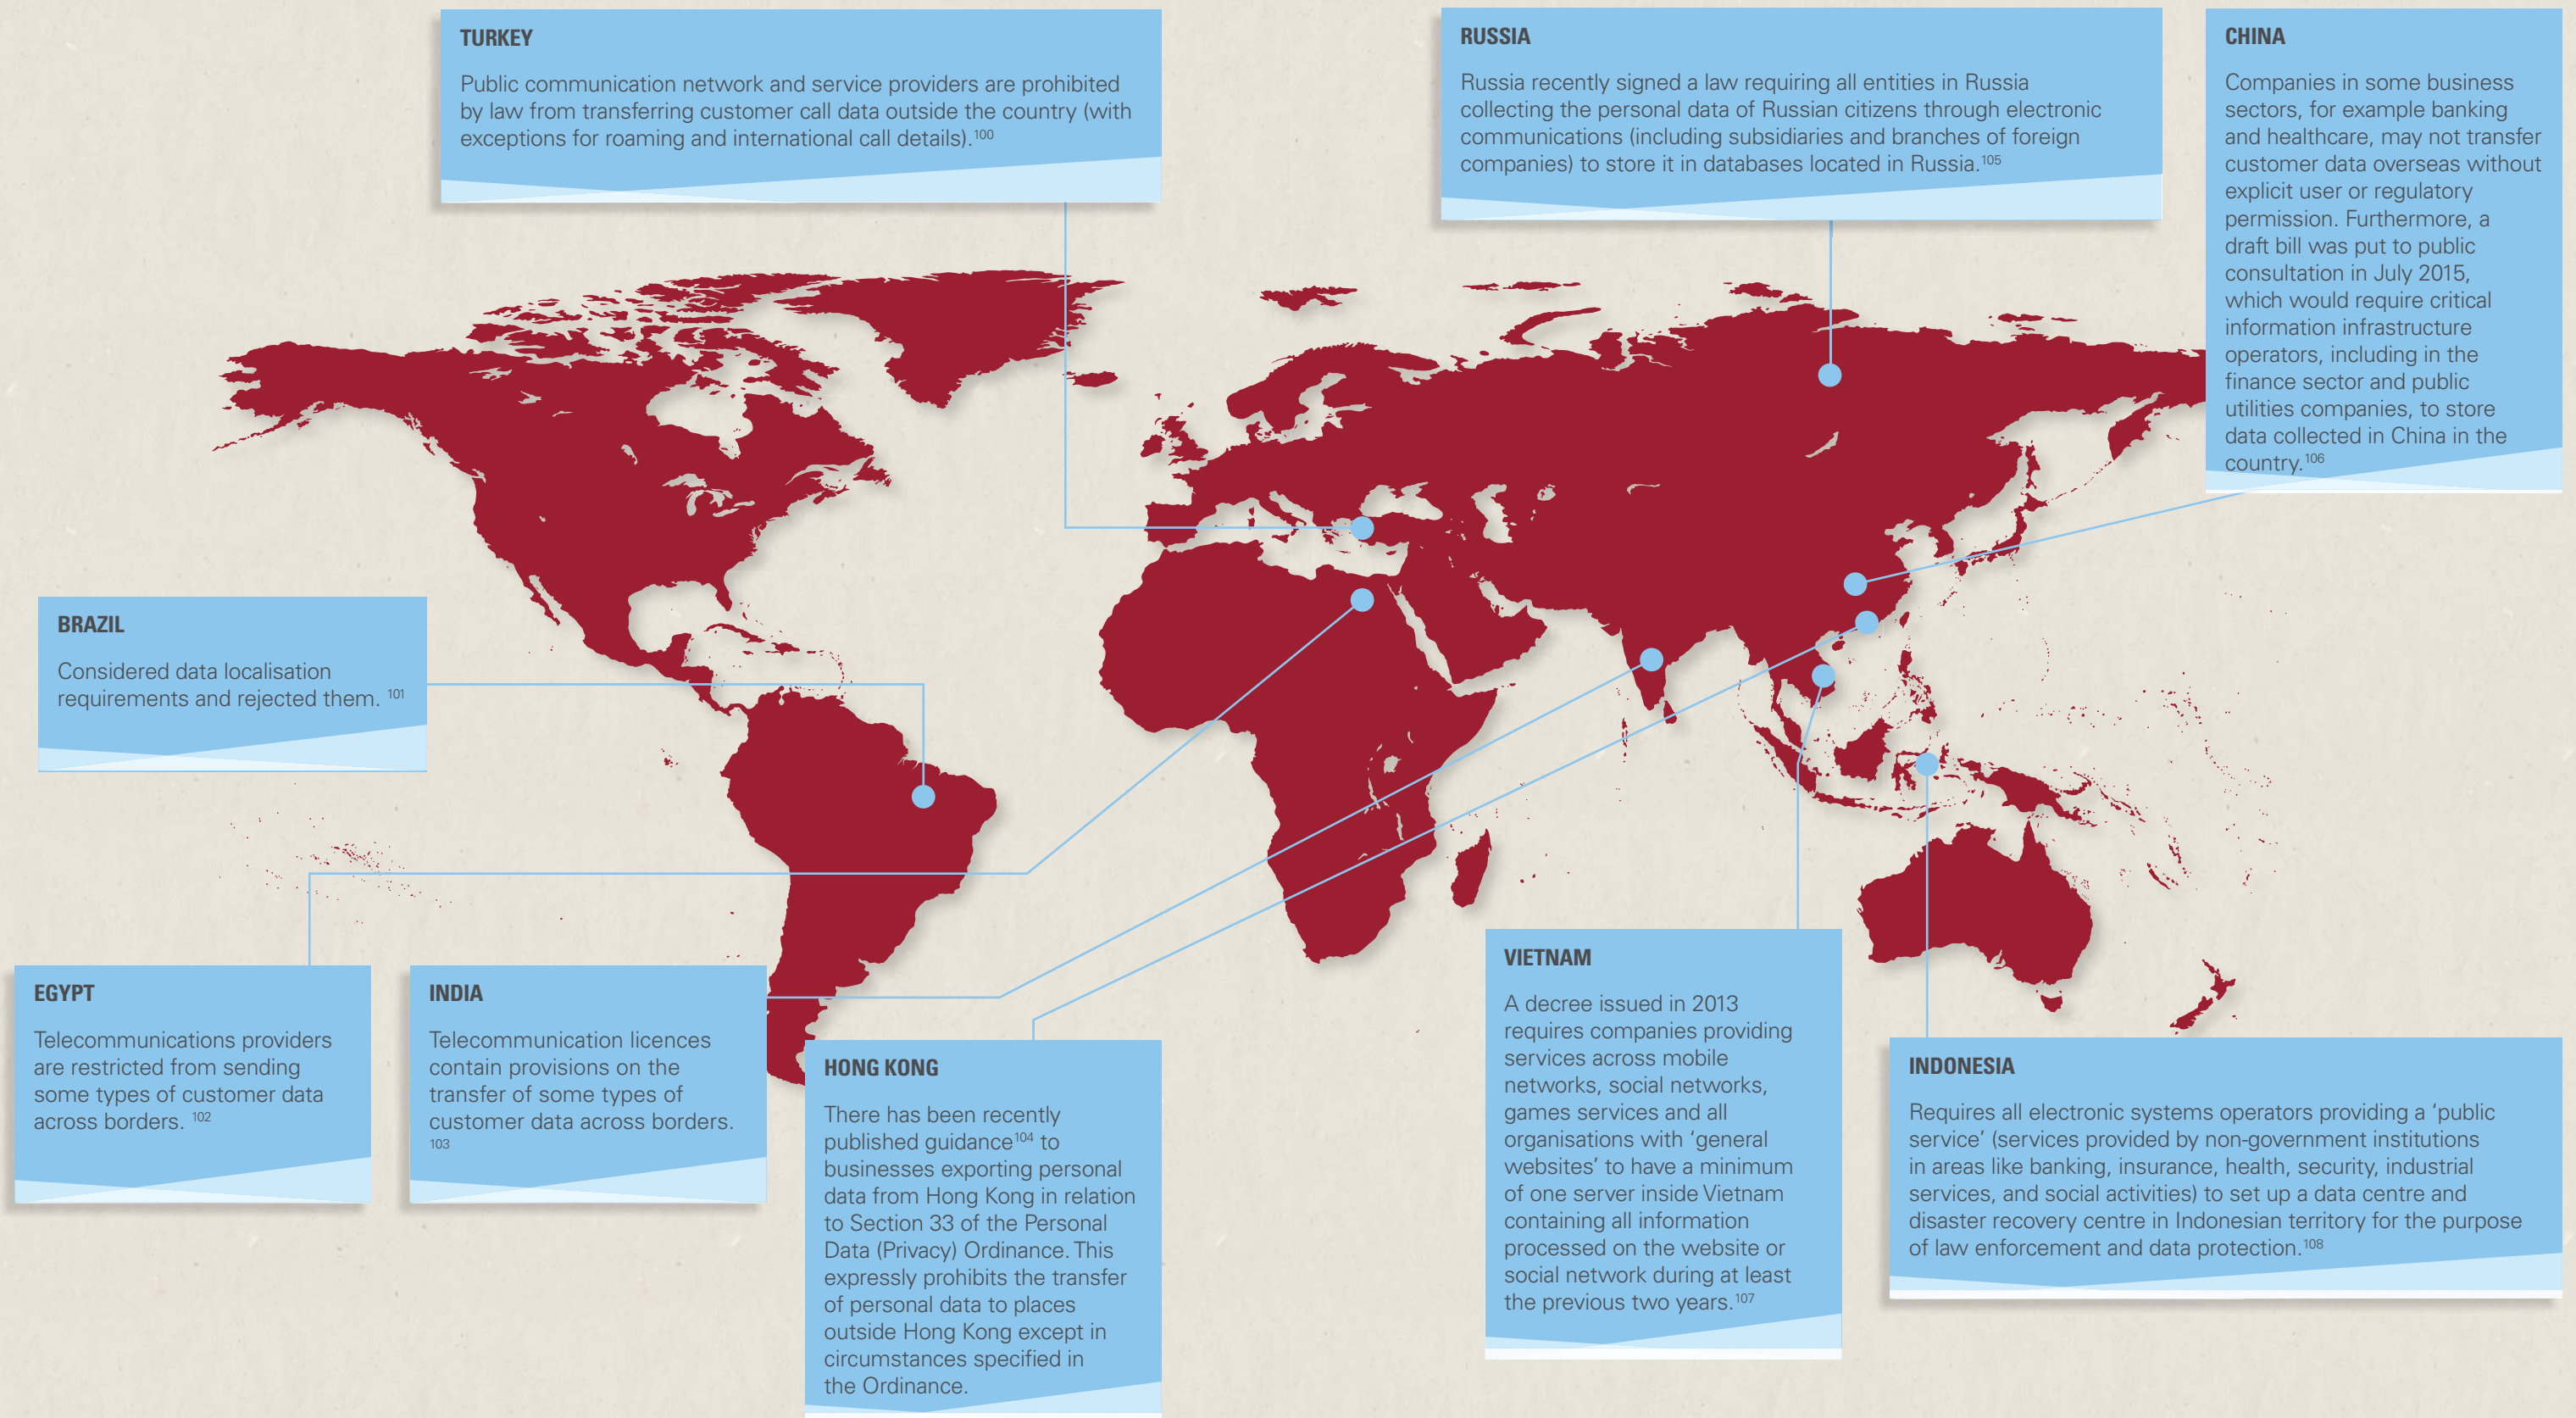 TURKEY
Public communication network and service providers are prohibited
by law from transferring customer call data outside the country (with
exceptions for roaming and international call details).100
RUSSIA
Russia recently signed a law requiring all entities in Russia
collecting the personal data of Russian citizens through electronic
communications (including subsidiaries and branches of foreign
companies) to store it in databases located in Russia.105
CHINA
Companies in some business
sectors, for example banking
and healthcare, may not transfer
customer data overseas without
explicit user or regulatory
permission. Furthermore, a
draft bill was put to public
consultation in July 2015,
which would require critical
information infrastructure
operators, including in the
finance sector and public
utilities companies, to store
data collected in China in the
country.106
BRAZIL
Considered data localisation
requirements and rejected them. 101
EGYPT
Telecommunications providers
are restricted from sending
some types of customer data
across borders. 102
INDIA
Telecommunication licences
contain provisions on the
transfer of some types of
customer data across borders.
103
HONG KONG
There has been recently
published guidance104 to
businesses exporting personal
data from Hong Kong in relation
to Section 33 of the Personal
Data (Privacy) Ordinance. This
expressly prohibits the transfer
of personal data to places
outside Hong Kong except in
circumstances specified in
the Ordinance.
VIETNAM
A decree issued in 2013
requires companies providing
services across mobile
networks, social networks,
games services and all
organisations with ‘general
websites’ to have a minimum
of one server inside Vietnam
containing all information
processed on the website or
social network during at least
the previous two years.107
INDONESIA
Requires all electronic systems operators providing a ‘public
service’ (services provided by non-government institutions
in areas like banking, insurance, health, security, industrial
services, and social activities) to set up a data centre and
disaster recovery centre in Indonesian territory for the purpose
of law enforcement and data protection.108